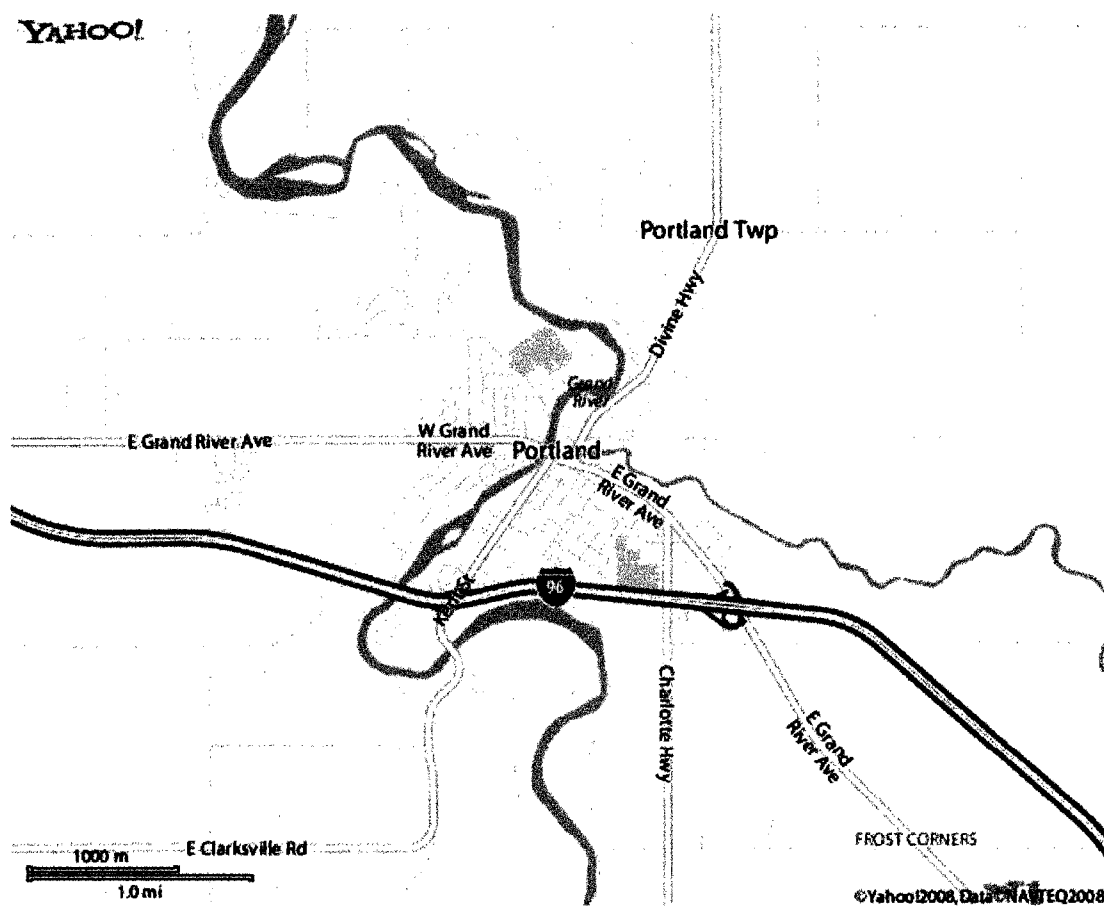 YAHOO!
Portland Twp
Divine Hwy
Grand
River
E Grand River Ave
W Grand
River Ave
Portland
E Grand
River Ave
96
Charlotte Hwy
E Grand
River Ave
E Clarksville Rd
FROST CORNERS
1000 m
1.0 mi
©Yahoo!2008, Data ©NAVTEQ2008